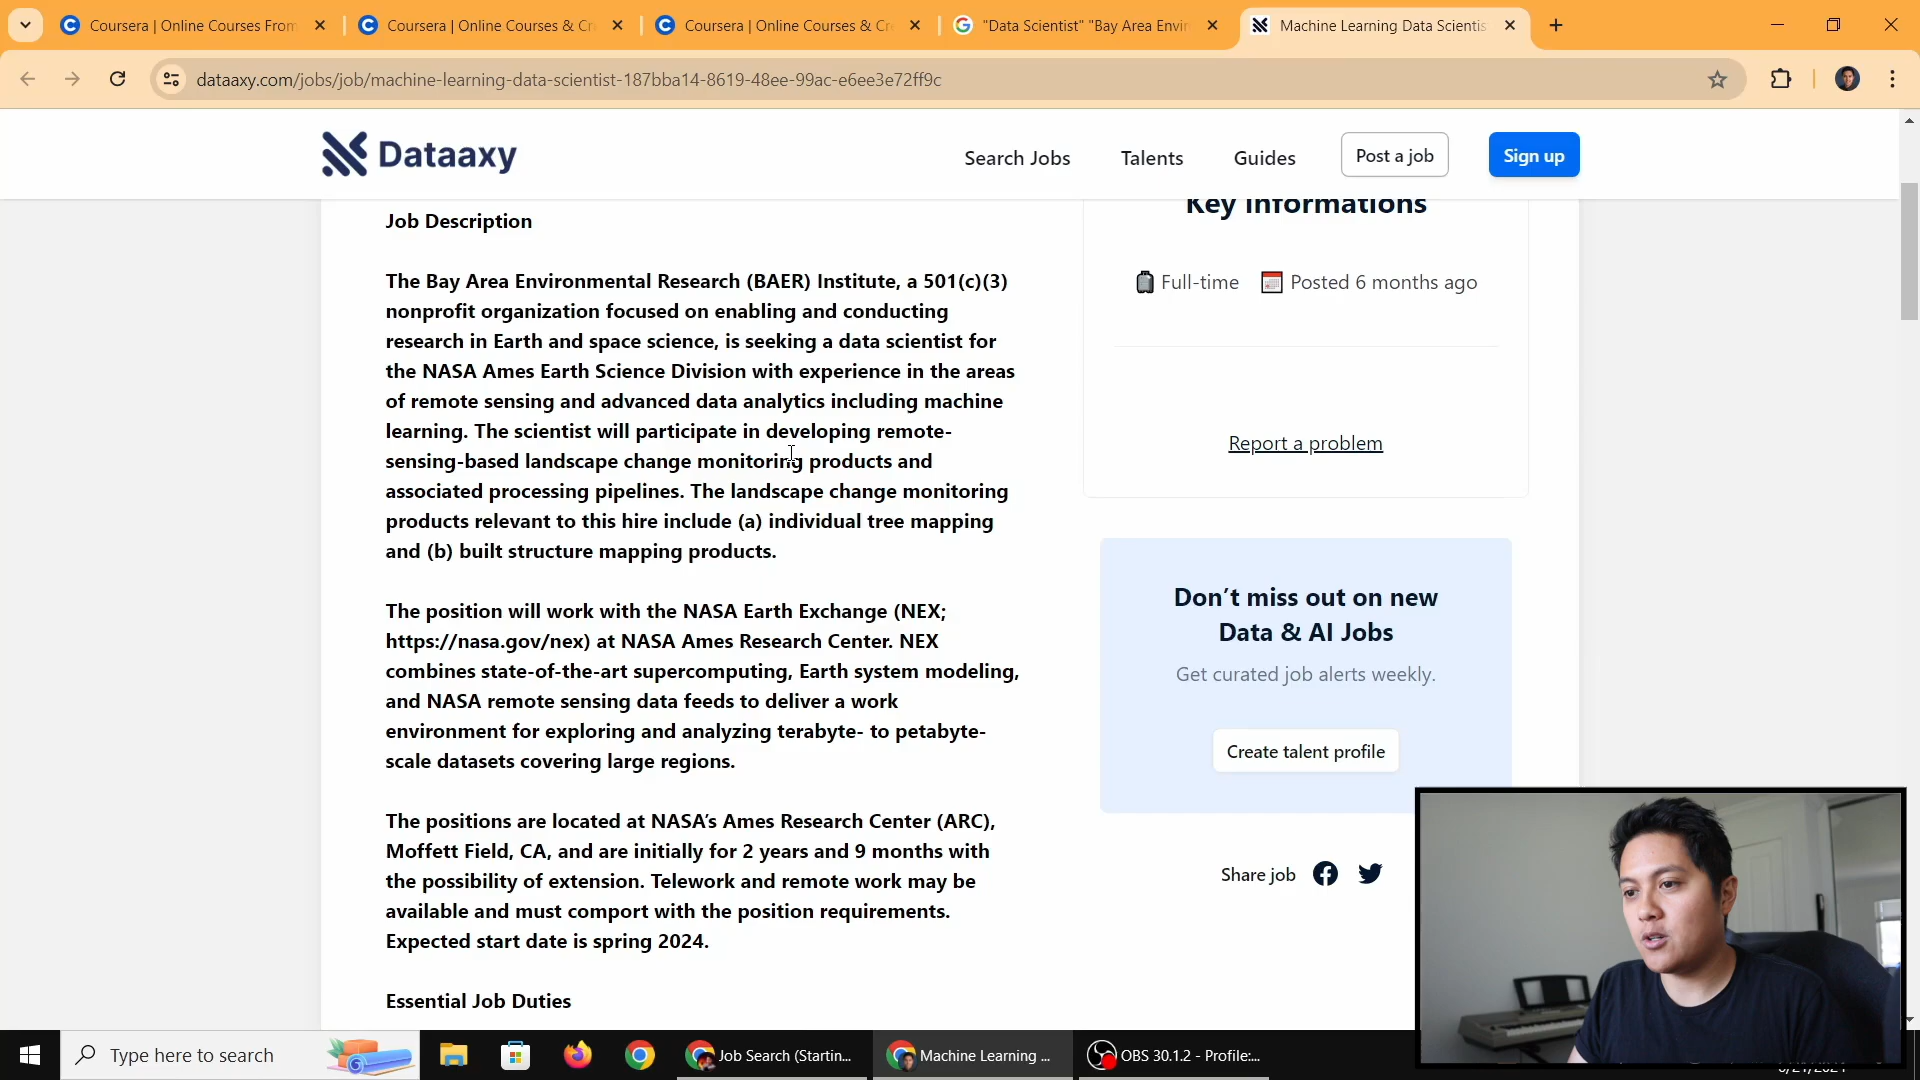 Coursera | Online Courses From
Coursera | Online Courses & Cr
Coursera | Online Courses & Cr
"Data Scientist" "Bay Area Envir
Machine Learning Data Scientis
dataaxy.com/jobs/job/machine-learning-data-scientist-187bba14-8619-48ee-99ac-e6ee3e72ff9c
Dataaxy
Search Jobs
Talents
Guides
Post a job
Sign up
Job Description
The Bay Area Environmental Research (BAER) Institute, a 501(c)(3)
nonprofit organization focused on enabling and conducting
research in Earth and space science, is seeking a data scientist for
the NASA Ames Earth Science Division with experience in the areas
of remote sensing and advanced data analytics including machine
learning. The scientist will participate in developing remote-
sensing-based landscape change monitoring products and
associated processing pipelines. The landscape change monitoring
products relevant to this hire include (a) individual tree mapping
and (b) built structure mapping products.
The position will work with the NASA Earth Exchange (NEX;
https://nasa.gov/nex) at NASA Ames Research Center. NEX
combines state-of-the-art supercomputing, Earth system modeling,
and NASA remote sensing data feeds to deliver a work
environment for exploring and analyzing terabyte- to petabyte-
scale datasets covering large regions.
The positions are located at NASA's Ames Research Center (ARC),
Moffett Field, CA, and are initially for 2 years and 9 months with
the possibility of extension. Telework and remote work may be
available and must comport with the position requirements.
Expected start date is spring 2024.
Essential Job Duties
Key Informations
Full-time
Posted 6 months ago
Report a problem
Don't miss out on new
Data & AI Jobs
Get curated job alerts weekly.
Create talent profile
Share job
Type here to search
Job Search (Startin...
Machine Learning ...
OBS 30.1.2 - Profile:...